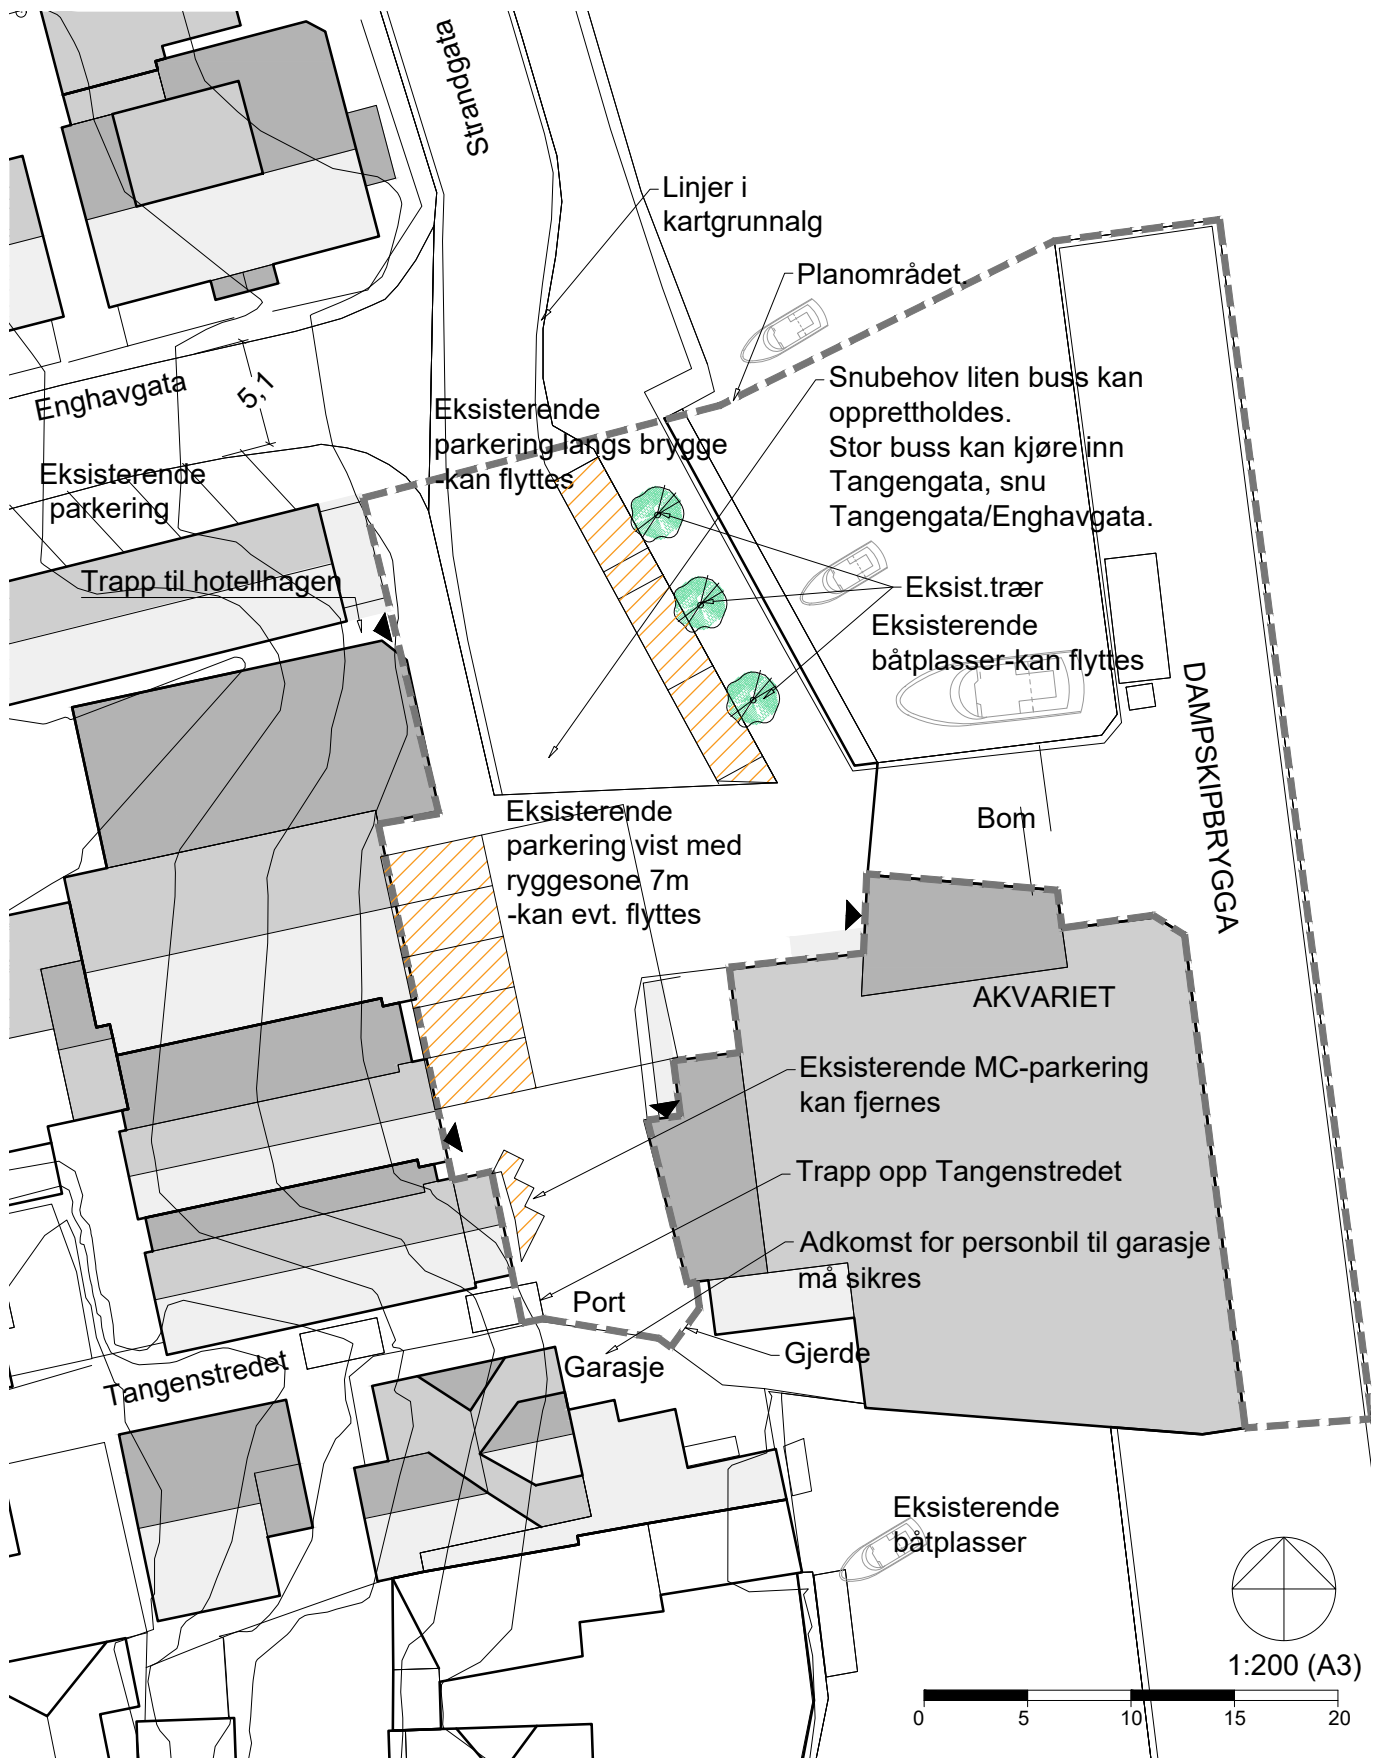 Strandgata
Linjer i
kartgrunnalg
Planområdet.
Enghavgata
5,1
Eksisterende
parkering langs brygge
-kan flyttes
Snubehov liten buss kan
opprettholdes.
Stor buss kan kjøre inn
Tangengata, snu
Tangengata/Enghavgata.
Eksisterende
parkering
Trapp til hotellhagen
Eksist.trær
Eksisterende
båtplasser-kan flyttes
DAMPSKIPBRYGGA
Eksisterende
parkering vist med
ryggesone 7m
-kan evt. flyttes
Bom
AKVARIET
Eksisterende MC-parkering
kan fjernes
Trapp opp Tangenstredet
Adkomst for personbil til garasje
må sikres
Port
Gjerde
Garasje
Tangenstredet
Eksisterende
båtplasser
1:200 (A3)
0 5 10 15 20